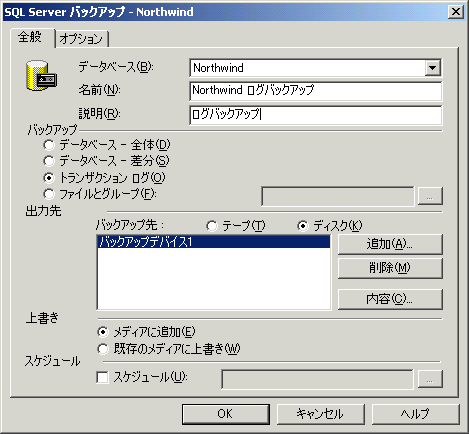 SQL Server バックアップ - Northwind
全般 オプション
データベース(B): Northwind
名前(N): Northwind ログバックアップ
説明(R): ログバックアップ
バックアップ
データベース - 全体(D)
データベース - 差分(S)
トランザクション ログ(O)
ファイルとグループ(F): ...
出力先
バックアップ先 : テープ(T) ディスク(K)
バックアップデバイス1 追加(A)...
削除(M)
内容(C)...
上書き
メディアに追加(E)
既存のメディアに上書き(W)
スケジュール
スケジュール(U): ...
OK キャンセル ヘルプ